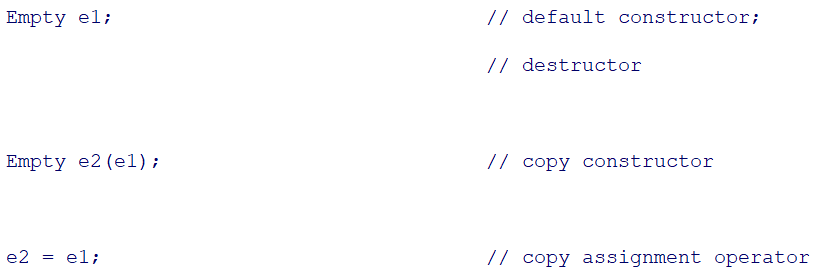 Empty e1; // default constructor;
// destructor
Empty e2(e1); // copy constructor
e2 = e1; // copy assignment operator